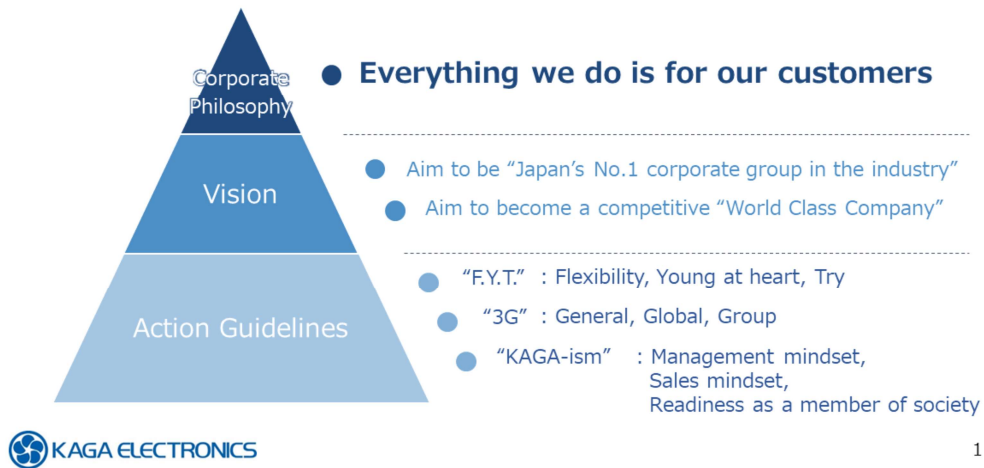 Corporate
Philosophy
● Everything we do is for our customers
Vision
● Aim to be “Japan’s No.1 corporate group in the industry”
● Aim to become a competitive “World Class Company”
Action Guidelines
● “F.Y.T.” : Flexibility, Young at heart, Try
● “3G” : General, Global, Group
● “KAGA-ism” : Management mindset,
Sales mindset,
Readiness as a member of society
KAGA ELECTRONICS
1